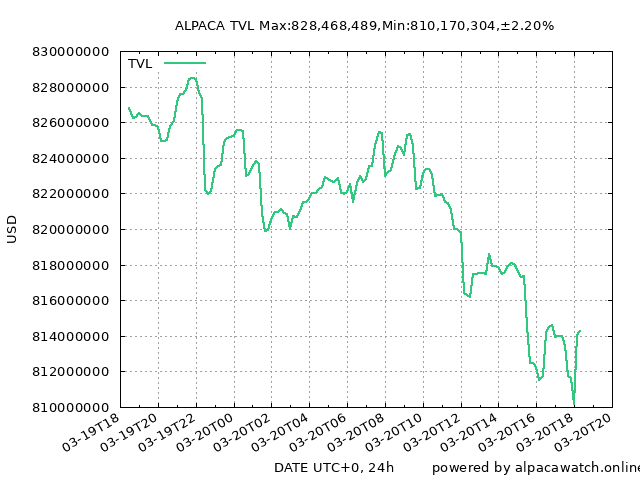 ALPACA TVL Max:828,468,489,Min:810,170,304,±2.20%
830000000
TVL
828000000
826000000
824000000
822000000
USD
820000000
818000000
816000000
814000000
812000000
810000000
03-19T18
03-19T20
03-19T22
03-20T00
03-20T02
03-20T04
03-20T06
03-20T08
03-20T10
03-20T12
03-20T14
03-20T16
03-20T18
03-20T20
DATE UTC+0, 24h
powered by alpacawatch.online